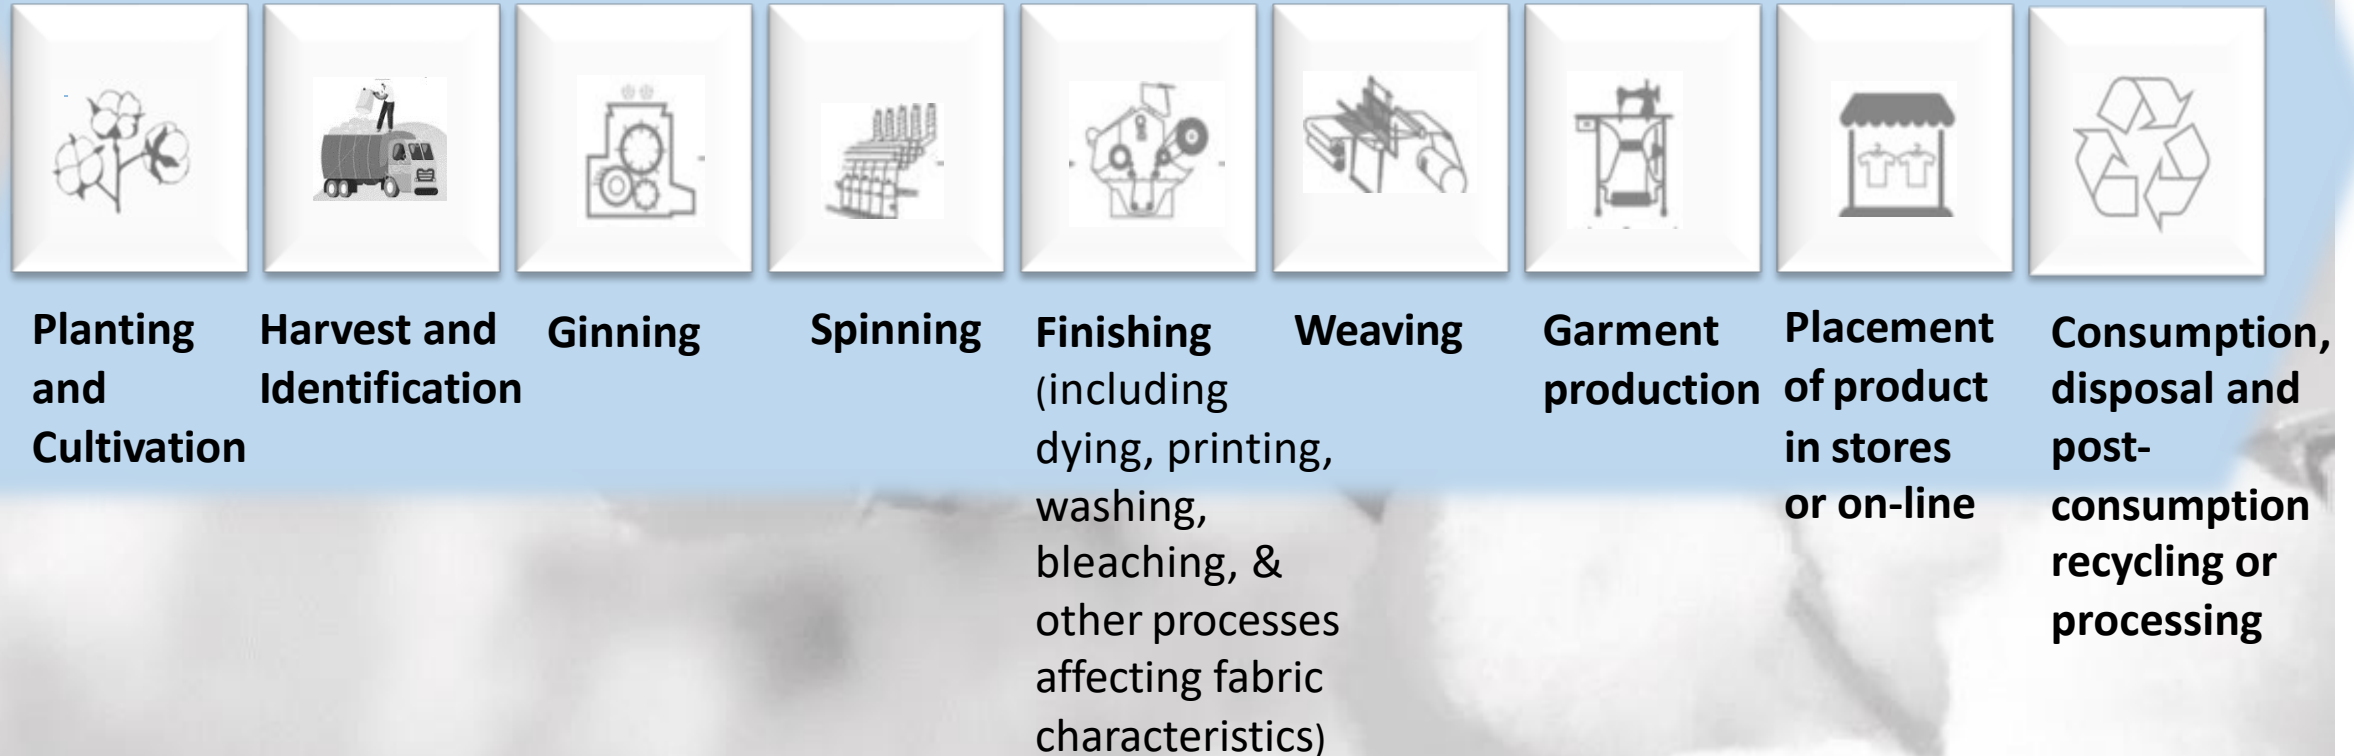 Planting
and
Cultivation
Harvest and
Identification
Ginning
Spinning
Finishing
(including
dying, printing,
washing,
bleaching, &
other processes
affecting fabric
characteristics)
Weaving
Garment
production
Placement
of product
in stores
or on-line
Consumption,
disposal and
post-
consumption
recycling or
processing